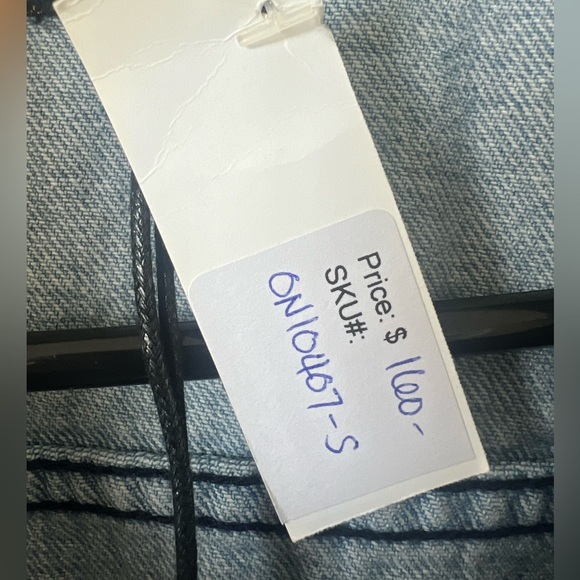 Price: $ 160-
SKU#:
ON10467-S